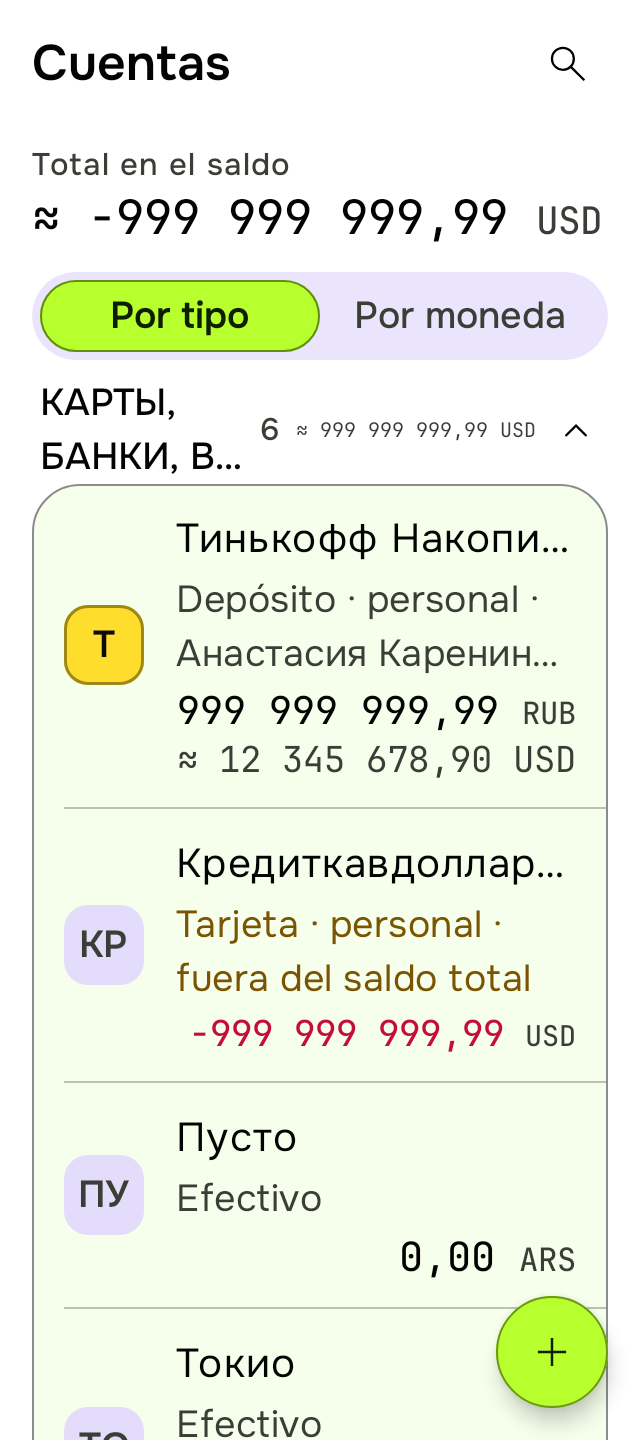 Cuentas
Total en el saldo
≈ -999 999 999,99 USD
Por tipo
Por moneda
КАРТЫ,
БАНКИ, В...
6 ≈ 999 999 999,99 USD
Тинькофф Накопи...
Depósito · personal ·
Анастасия Каренин...
T
999 999 999,99 RUB
≈ 12 345 678,90 USD
Кредиткавдоллар...
Tarjeta · personal ·
fuera del saldo total
КР
-999 999 999,99 USD
Пусто
ПУ
Efectivo
0,00 ARS
Токио
Efectivo
ТО